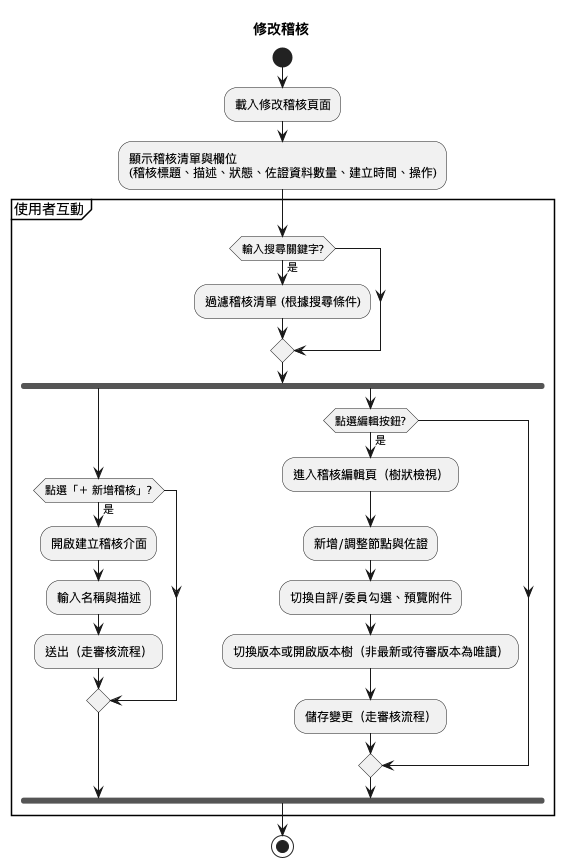 修改稽核
載入修改稽核頁面
顯示稽核清單與欄位
(稽核標題、描述、狀態、佐證資料數量、建立時間、操作)
使用者互動
輸入搜尋關鍵字?
是
過濾稽核清單 (根據搜尋條件)
點選「＋ 新增稽核」?
是
開啟建立稽核介面
輸入名稱與描述
送出（走審核流程）
點選編輯按鈕?
是
進入稽核編輯頁（樹狀檢視）
新增/調整節點與佐證
切換自評/委員勾選、預覽附件
切換版本或開啟版本樹（非最新或待審版本為唯讀）
儲存變更（走審核流程）